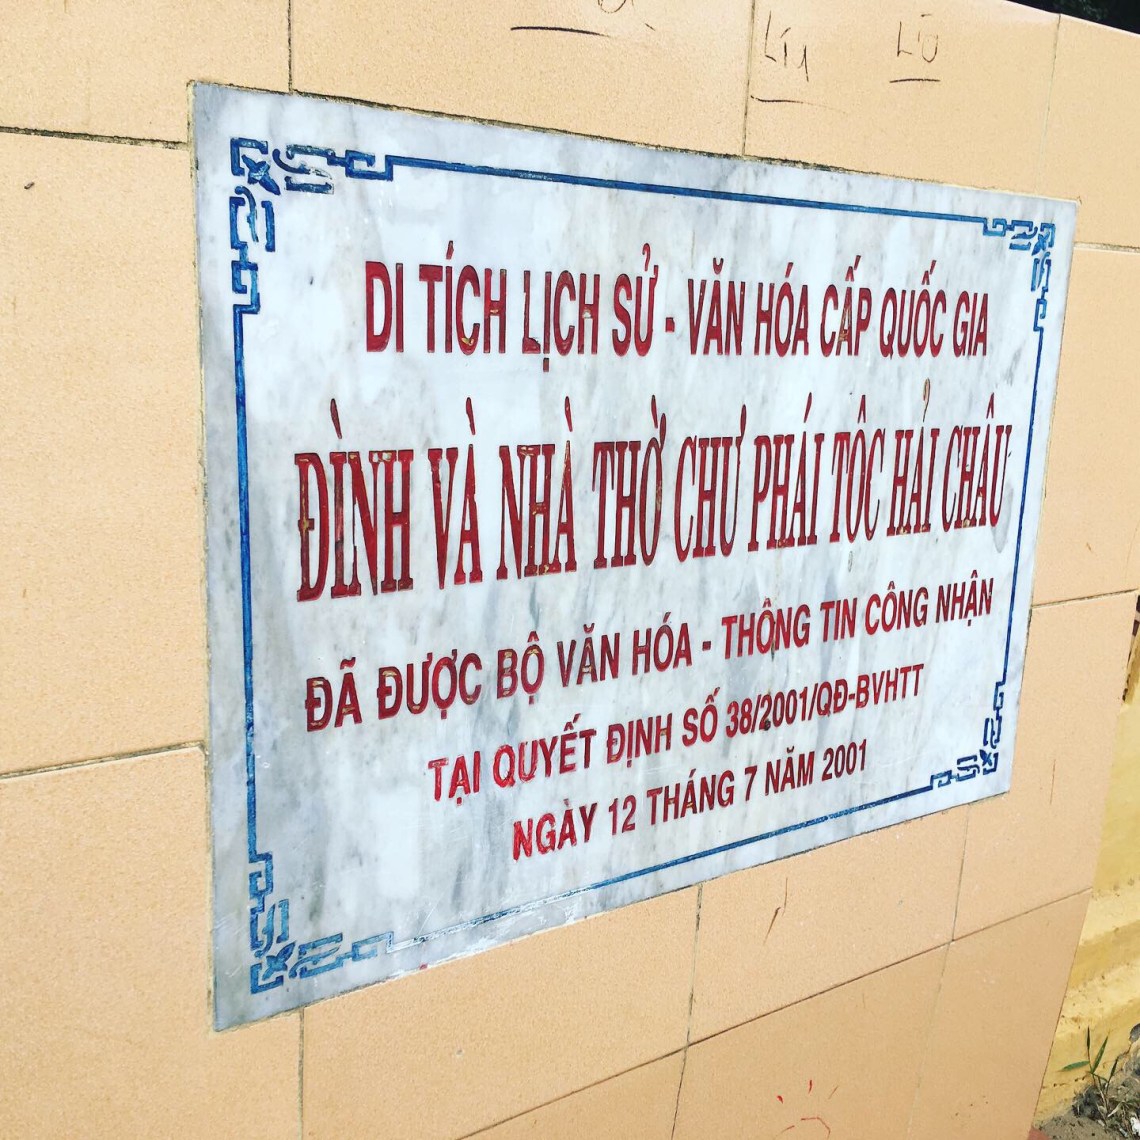 Lín Lữ
DI TÍCH LỊCH SỬ - VĂN HÓA CẤP QUỐC GIA
ĐÌNH VÀ NHÀ THỜ CHƯ PHÁI TỘC HẢI CHÂU
ĐÃ ĐƯỢC BỘ VĂN HÓA - THÔNG TIN CÔNG NHẬN
TẠI QUYẾT ĐỊNH SỐ 38/2001/QĐ-BVHTT
NGÀY 12 THÁNG 7 NĂM 2001